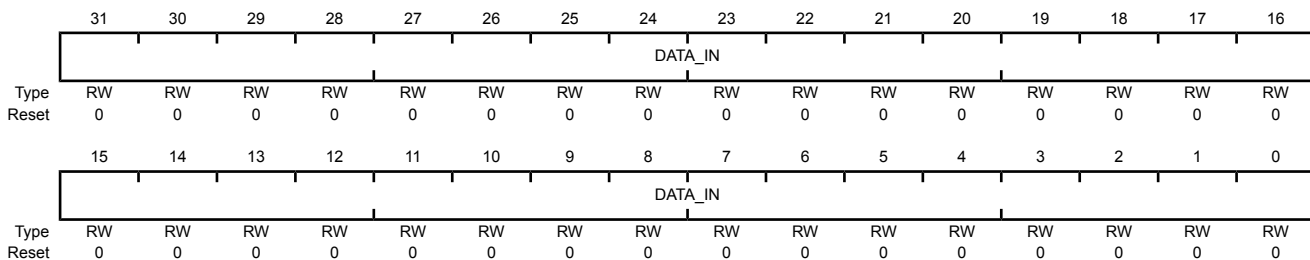 31 30 29 28 27 26 25 24 23 22 21 20 19 18 17 16
DATA_IN
Type RW RW RW RW RW RW RW RW RW RW RW RW RW RW RW RW
Reset 0 0 0 0 0 0 0 0 0 0 0 0 0 0 0 0
15 14 13 12 11 10 9 8 7 6 5 4 3 2 1 0
DATA_IN
Type RW RW RW RW RW RW RW RW RW RW RW RW RW RW RW RW
Reset 0 0 0 0 0 0 0 0 0 0 0 0 0 0 0 0